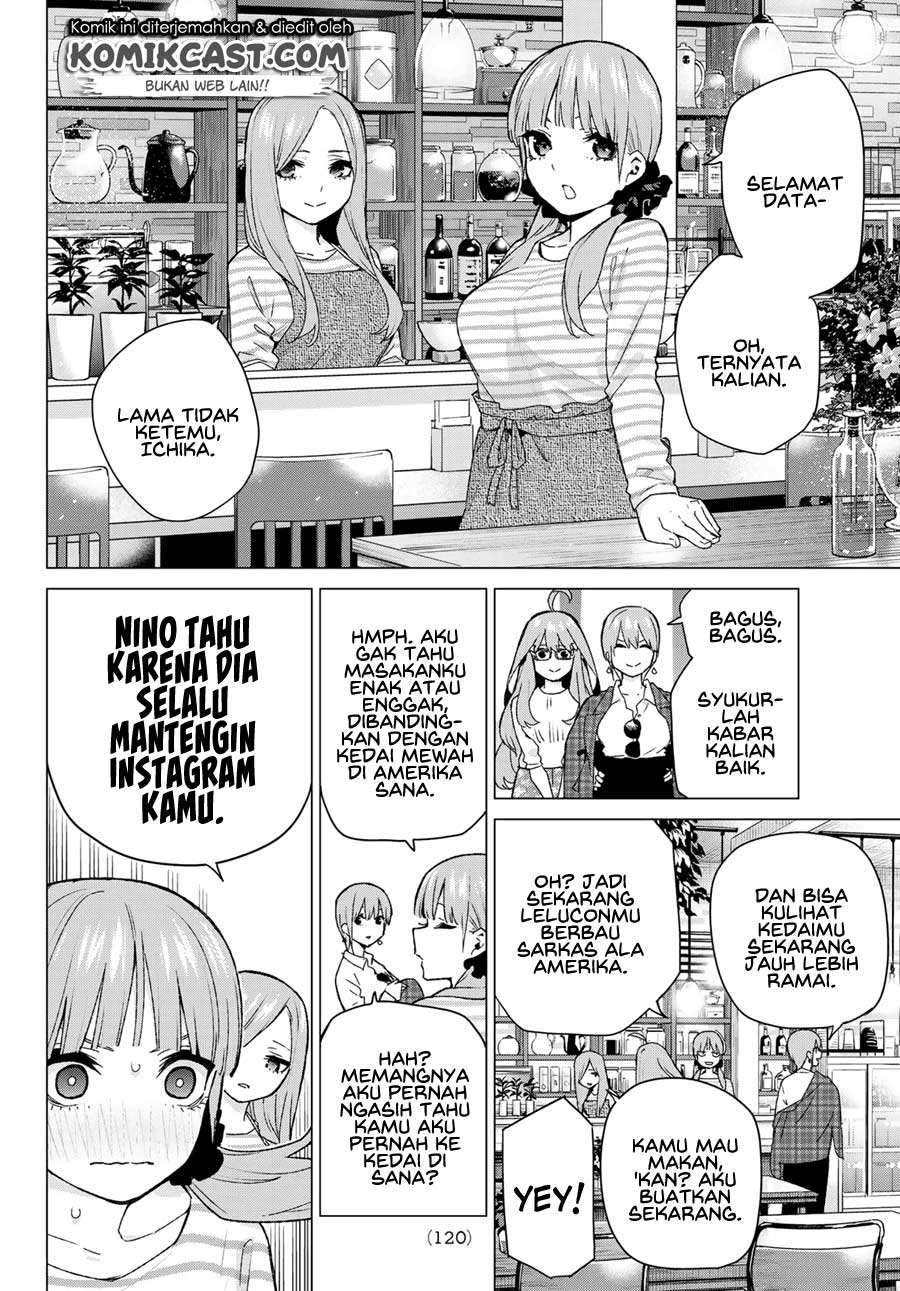 Komik ini diterjemahkan & diedit oleh
KOMIKCAST.COM
BUKAN WEB LAIN!!
SELAMAT
DATA-
OH,
TERNYATA
KALIAN.
LAMA TIDAK
KETEMU,
ICHIKA.
BAGUS,
BAGUS.
SYUKUR-
LAH
KABAR
KALIAN
BAIK.
DAN BISA
KULIHAT
KEDAIMU
SEKARANG
JAUH LEBIH
RAMAI.
OH? JADI
SEKARANG
LELUCONMU
BERBAU
SARKAS ALA
AMERIKA.
KAMU MAU
MAKAN,
'KAN? AKU
BUATKAN
SEKARANG.
YEY!
HMPH. AKU
GAK TAHU
MASAKANKU
ENAK ATAU
ENGGAK,
DIBANDING-
KAN DENGAN
KEDAI MEWAH
DI AMERIKA
SANA.
HAH?
MEMANGNYA
AKU PERNAH
NGASIH TAHU
KAMU AKU
PERNAH KE
KEDAI DI
SANA?
NINO TAHU
KARENA DIA
SELALU
MANTENGIN
INSTAGRAM
KAMU.
(120)